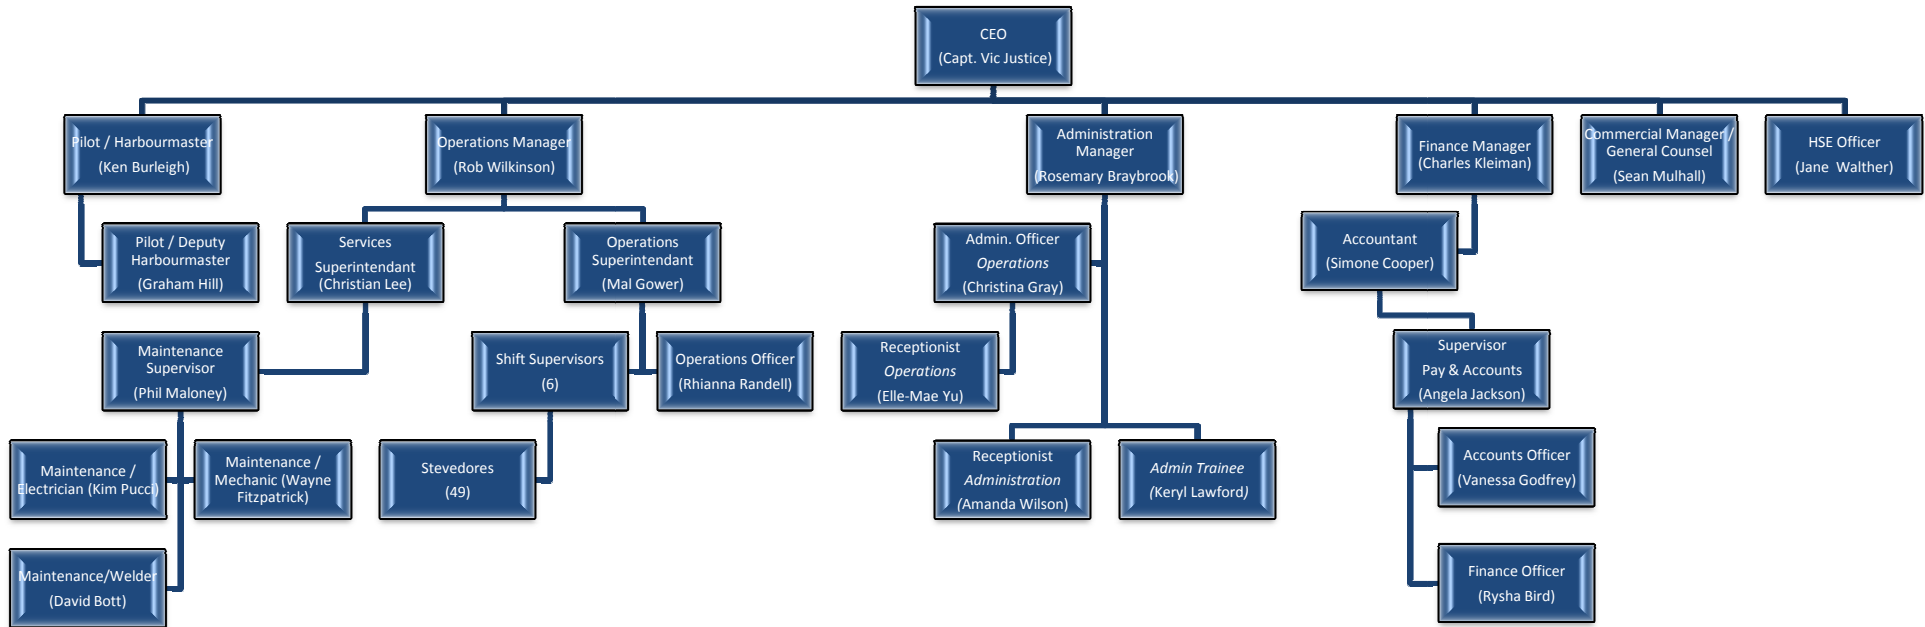 CEO
(Capt. Vic Justice)
Pilot / Harbourmaster
(Ken Burleigh)
Operations Manager
(Rob Wilkinson)
Administration
Manager
(Rosemary Braybrook)
Finance Manager
(Charles Kleiman)
Commercial Manager /
General Counsel
(Sean Mulhall)
HSE Officer
(Jane Walther)
Pilot / Deputy
Harbourmaster
(Graham Hill)
Services
Superintendant
(Christian Lee)
Operations
Superintendant
(Mal Gower)
Admin. Officer
Operations
(Christina Gray)
Accountant
(Simone Cooper)
Maintenance
Supervisor
(Phil Maloney)
Shift Supervisors
(6)
Operations Officer
(Rhianna Randell)
Receptionist
Operations
(Elle-Mae Yu)
Supervisor
Pay & Accounts
(Angela Jackson)
Maintenance /
Electrician (Kim Pucci)
Maintenance /
Mechanic (Wayne
Fitzpatrick)
Stevedores
(49)
Receptionist
Administration
(Amanda Wilson)
Admin Trainee
(Keryl Lawford)
Accounts Officer
(Vanessa Godfrey)
Maintenance/Welder
(David Bott)
Finance Officer
(Rysha Bird)